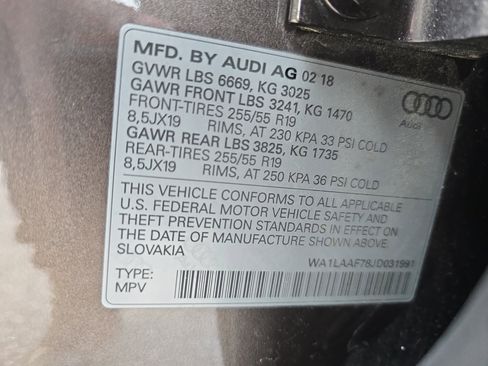 MFD. BY AUDI AG 02 18
GVWR LBS 6669, KG 3025
GAWR FRONT LBS 3241, KG 1470
FRONT-TIRES 255/55 R19
8,5JX19 RIMS, AT 230 KPA 33 PSI COLD
GAWR REAR LBS 3825, KG 1735
REAR-TIRES 255/55 R19
8,5JX19 RIMS, AT 250 KPA 36 PSI COLD
Audi
THIS VEHICLE CONFORMS TO ALL APPLICABLE
U.S. FEDERAL MOTOR VEHICLE SAFETY AND
THEFT PREVENTION STANDARDS IN EFFECT ON
THE DATE OF MANUFACTURE SHOWN ABOVE.
SLOVAKIA
WA1LAAF78JD031991
TYPE:
MPV